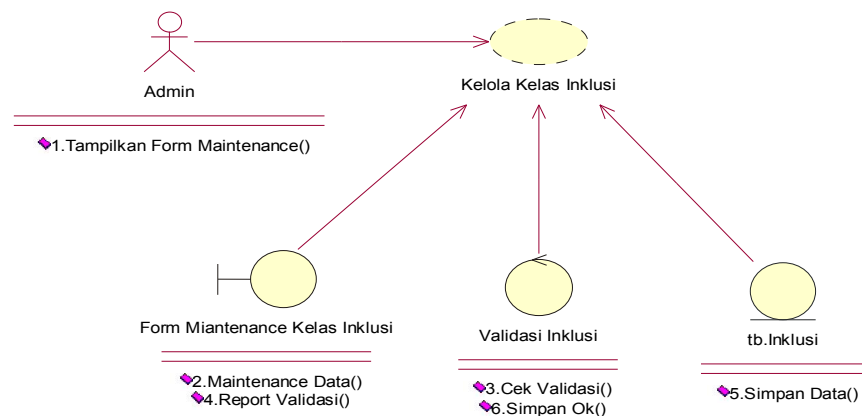 Admin
Kelola Kelas Inklusi
1.Tampilkan Form Maintenance()
Form Miantenance Kelas Inklusi
2.Maintenance Data()
4.Report Validasi()
Validasi Inklusi
3.Cek Validasi()
6.Simpan Ok()
tb.Inklusi
5.Simpan Data()